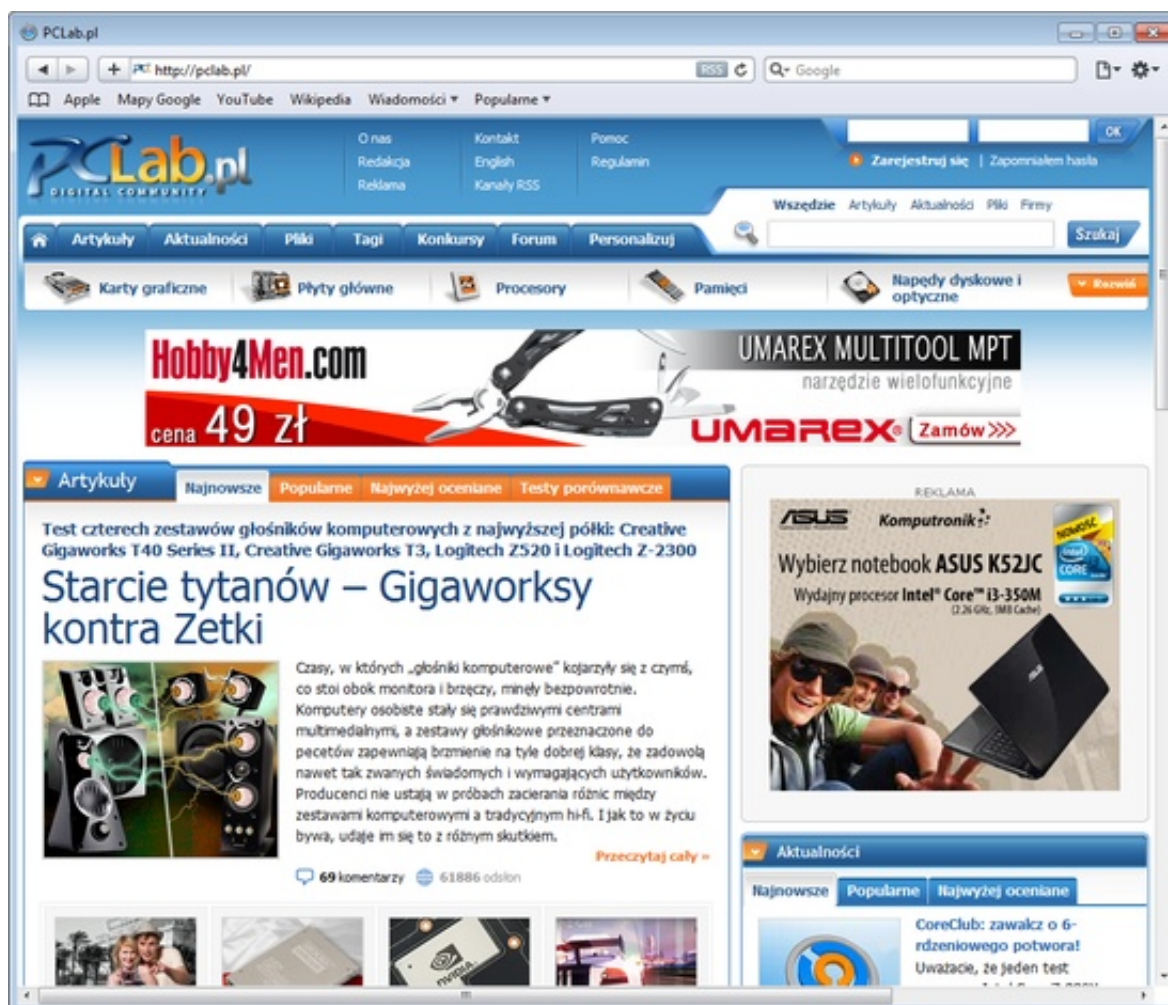 PCLab.pl
http://pclab.pl/
RSS
Google
Apple Mapy Google YouTube Wikipedia Wiadomości Popularne
PCLab.pl
DIGITAL COMMUNITY
O nas
Redakcja
Reklama
Kontakt
English
Kanały RSS
Pomoc
Regulamin
OK
Zarejestruj się | Zapomniałem hasła
Wszędzie Artykuły Aktualności Pliki Firmy
Szukaj
Artykuły Aktualności Pliki Tagi Konkursy Forum Personalizuj
Karty graficzne
Płyty główne
Procesory
Pamięci
Napędy dyskowe i
optyczne
Rozwiń
Hobby4Men.com
cena 49 zł
UMAREX MULTITOOL MPT
narzędzie wielofunkcyjne
UMAREX® Zamów >>>
Artykuły
Najnowsze Popularne Najwyżej oceniane Testy porównawcze
Test czterech zestawów głośników komputerowych z najwyższej półki: Creative
Gigaworks T40 Series II, Creative Gigaworks T3, Logitech Z520 i Logitech Z-2300
Starcie tytanów – Gigaworksy
kontra Zetki
Czasy, w których „głośniki komputerowe” kojarzyły się z czymś,
co stoi obok monitora i brzęczy, minęły bezpowrotnie.
Komputery osobiste stały się prawdziwymi centrami
multimedialnymi, a zestawy głośnikowe przeznaczone do
pecetów zapewniają brzmienie na tyle dobrej klasy, że zadowolą
nawet tak zwanych świadomych i wymagających użytkowników.
Producenci nie ustają w próbach zacierania różnic między
zestawami komputerowymi a tradycyjnym hi-fi. I jak to w życiu
bywa, udaje im się to z różnym skutkiem.
Przeczytaj cały »
69 komentarzy 61886 odsłon
NVIDIA
REKLAMA
ASUS Komputronik
NOWOŚĆ
intel
CORE
Wybierz notebook ASUS K52JC
Wydajny procesor Intel® Core™ i3-350M
(2.26 GHz, 3MB Cache)
ASUS
Aktualności
Najnowsze Popularne Najwyżej oceniane
CoreClub: zawalcz o 6-
rdzeniowego potwora!
Uważacie, że jeden test